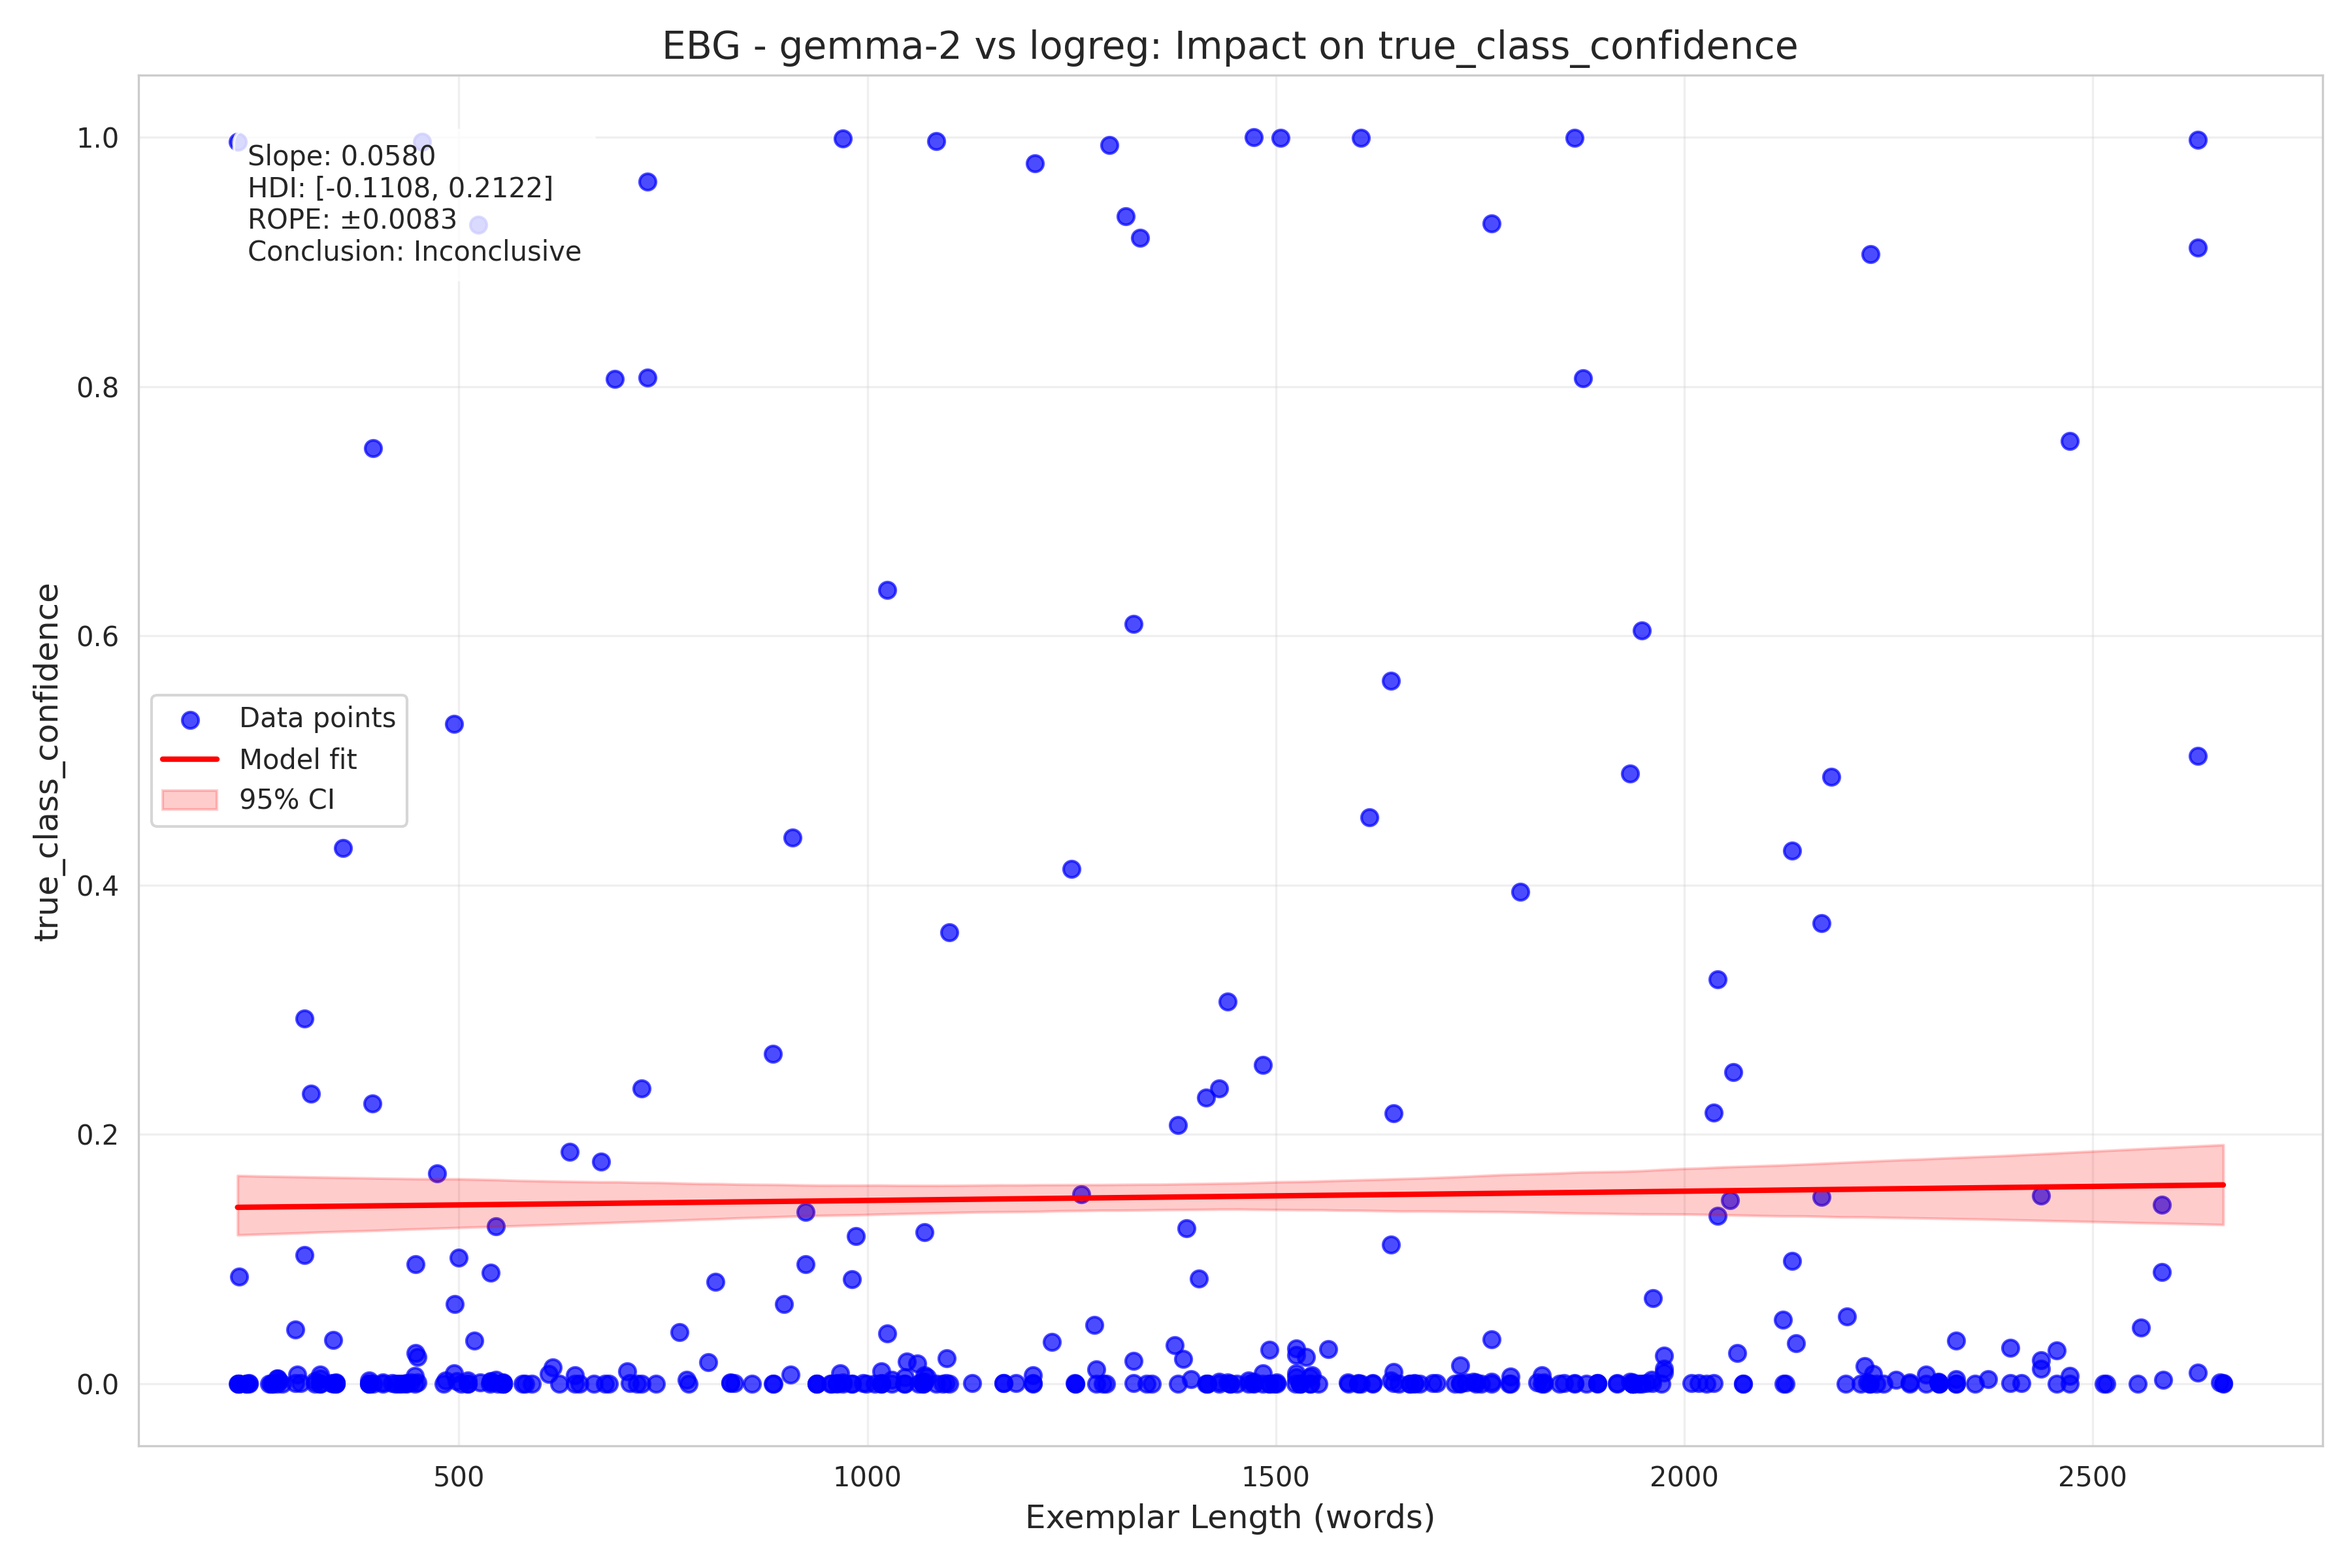 EBG - gemma-2 vs logreg: Impact on true_class_confidence
1.0
0.8
0.6
0.4
0.2
0.0
true_class_confidence
Slope: 0.0580
HDI: [-0.1108, 0.2122]
ROPE: ±0.0083
Conclusion: Inconclusive
Data points
Model fit
95% CI
500
1000
1500
2000
2500
Exemplar Length (words)